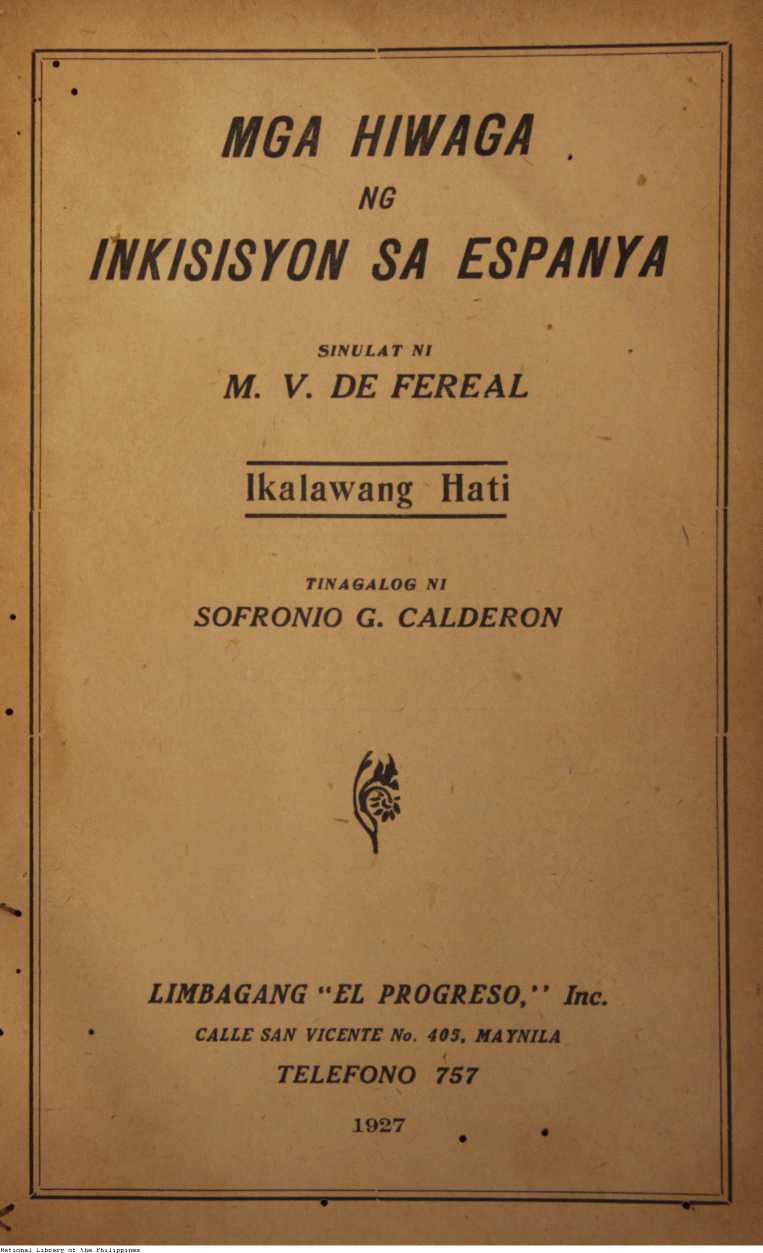 MGA HIWAGA
NG
INKISISYON SA ESPANYA
SINULAT NI
M. V. DE FEREAL
Ikalawang Hati
TINAGALOG NI
SOFRONIO G. CALDERON
LIMBAGANG "EL PROGRESO,'' Inc.
CALLE SAN VICENTE No. 405, MAYNILA
TELEFONO 757
1927
National Library of the Philippines